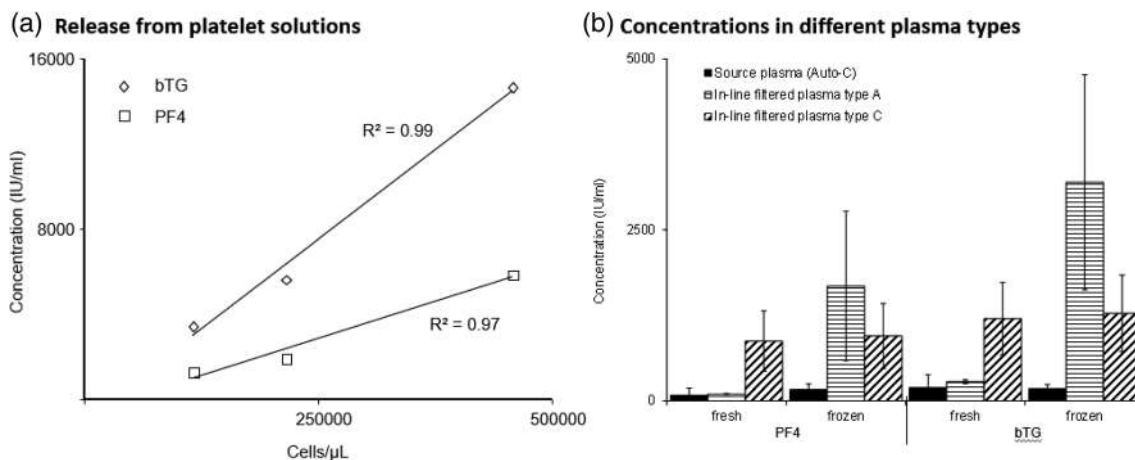 (a) Release from platelet solutions
16000
bTG
PF4
R² = 0.99
8000
R² = 0.97
250000
500000
Concentration (IU/ml)
Cells/µL
(b) Concentrations in different plasma types
5000
Source plasma (Auto-C)
In-line filtered plasma type A
In-line filtered plasma type C
2500
0
Concentration (IU/ml)
fresh
frozen
fresh
frozen
PF4
bTG